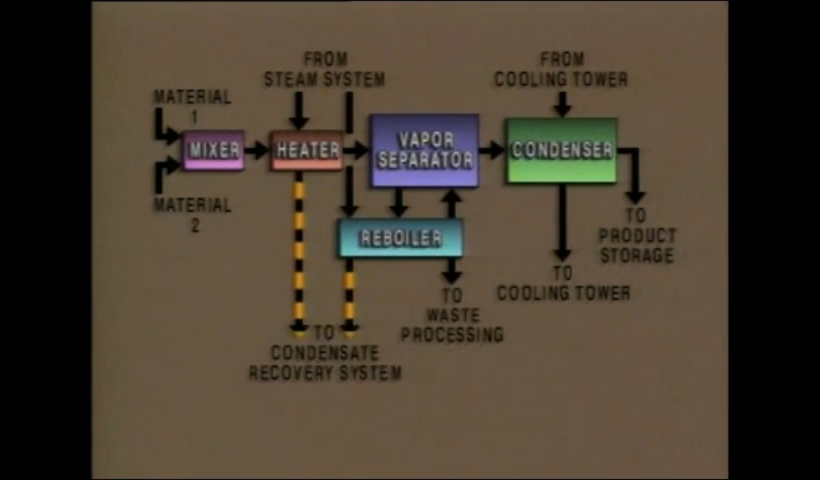 FROM
STEAM SYSTEM
FROM
COOLING TOWER
MATERIAL
1
MIXER
HEATER
VAPOR
SEPARATOR
CONDENSER
MATERIAL
2
REBOILER
TO
PRODUCT
STORAGE
TO
COOLING TOWER
TO
WASTE
PROCESSING
TO
CONDENSATE
RECOVERY SYSTEM